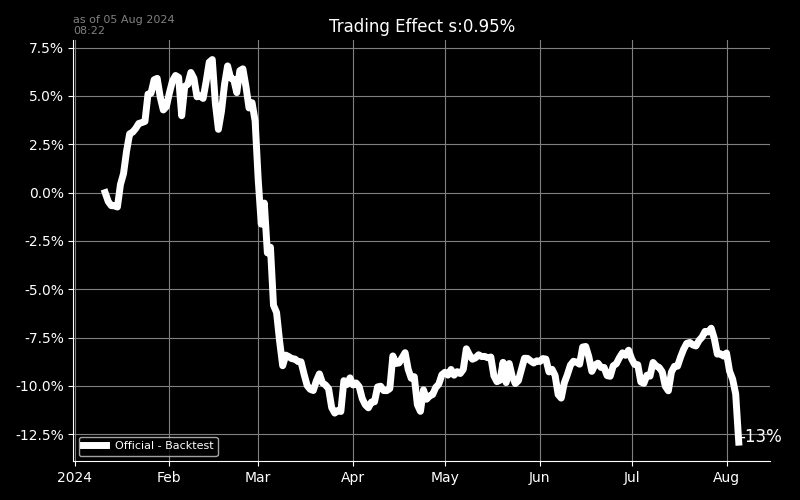 as of 05 Aug 2024
08:22
Trading Effect s:0.95%
7.5%
5.0%
2.5%
0.0%
-2.5%
-5.0%
-7.5%
-10.0%
-12.5%
-13%
Official - Backtest
2024 Feb Mar Apr May Jun Jul Aug